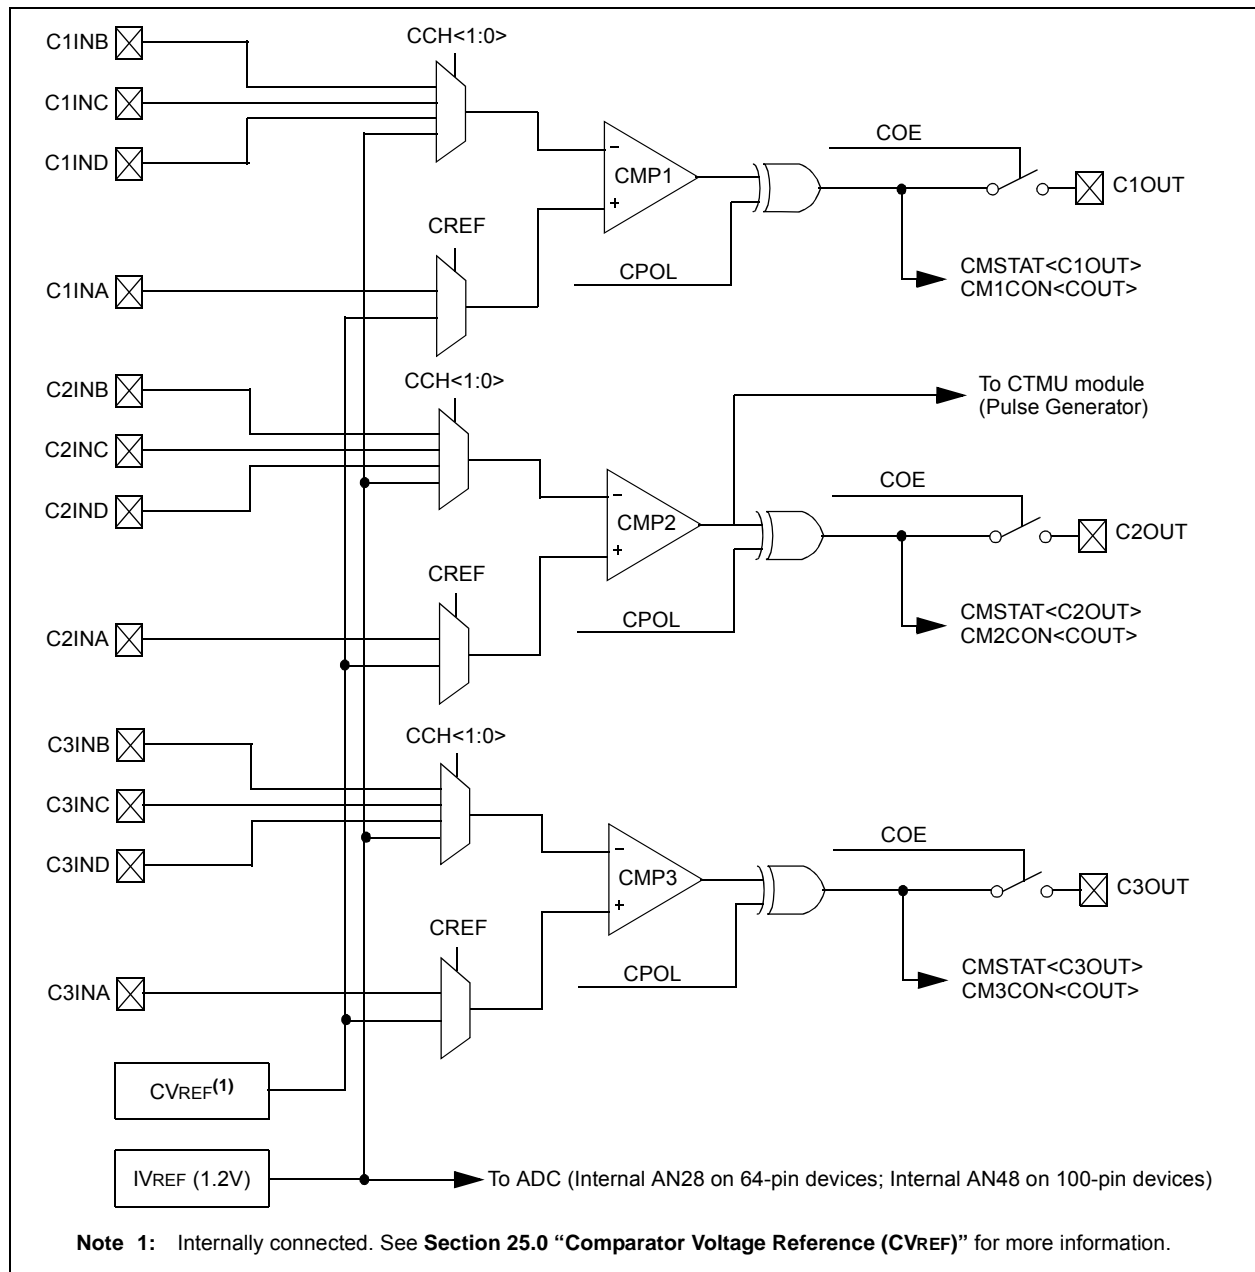 C1INB
CCH<1:0>
C1INC
C1IND
COE
CMP1
C1OUT
−
+
CREF
C1INA
CPOL
CMSTAT<C1OUT>
CM1CON<COUT>
C2INB
CCH<1:0>
To CTMU module
(Pulse Generator)
C2INC
C2IND
COE
−
CMP2
+
C2OUT
CREF
C2INA
CPOL
CMSTAT<C2OUT>
CM2CON<COUT>
C3INB
CCH<1:0>
C3INC
C3IND
COE
−
CMP3
+
C3OUT
CREF
C3INA
CPOL
CMSTAT<C3OUT>
CM3CON<COUT>
CVREF(1)
IVREF (1.2V)
To ADC (Internal AN28 on 64-pin devices; Internal AN48 on 100-pin devices)
Note 1: Internally connected. See Section 25.0 “Comparator Voltage Reference (CVREF)” for more information.